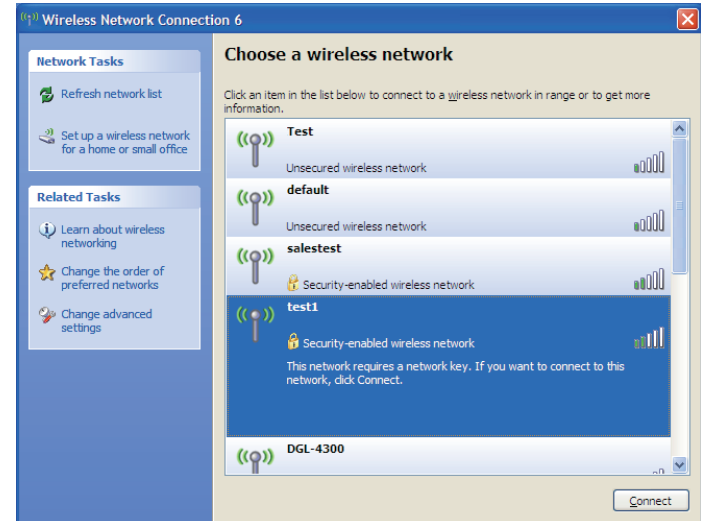 Wireless Network Connection 6
Network Tasks
Refresh network list
Set up a wireless network
for a home or small office
Related Tasks
Learn about wireless
networking
Change the order of
preferred networks
Change advanced
settings
Choose a wireless network
Click an item in the list below to connect to a wireless network in range or to get more
information.
Test
Unsecured wireless network
default
Unsecured wireless network
salestest
Security-enabled wireless network
test1
Security-enabled wireless network
This network requires a network key. If you want to connect to this
network, click Connect.
DGL-4300
Connect